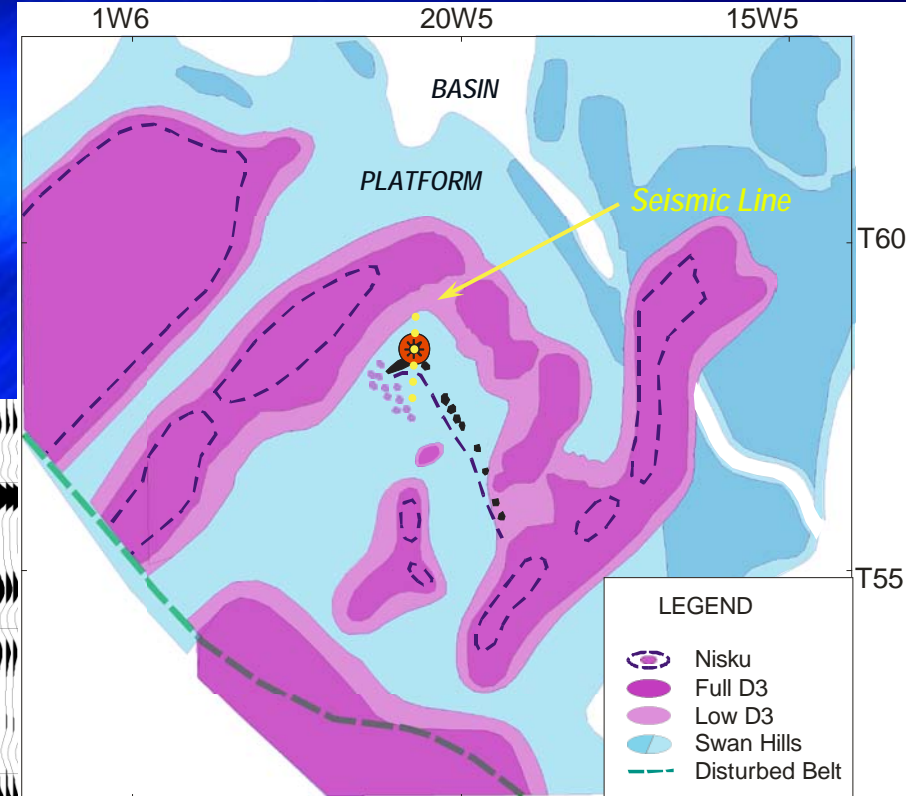 1W6 20W5 15W5
BASIN
PLATFORM
Seismic Line
T60
T55
LEGEND
Nisku
Full D3
Low D3
Swan Hills
Disturbed Belt